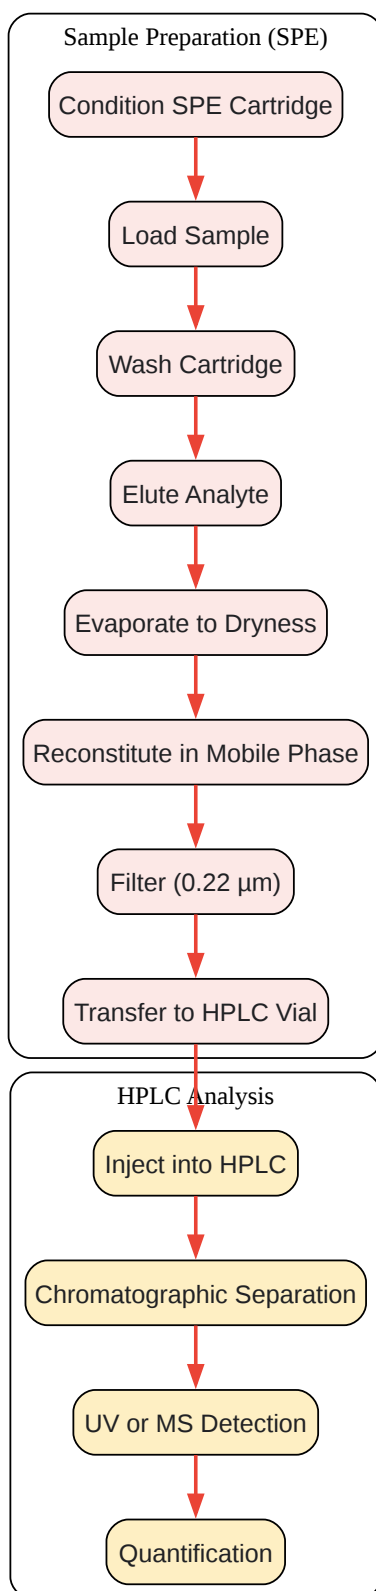 Sample Preparation (SPE)
Condition SPE Cartridge
Load Sample
Wash Cartridge
Elute Analyte
Evaporate to Dryness
Reconstitute in Mobile Phase
Filter (0.22 µm)
Transfer to HPLC Vial
HPLC Analysis
Inject into HPLC
Chromatographic Separation
UV or MS Detection
Quantification